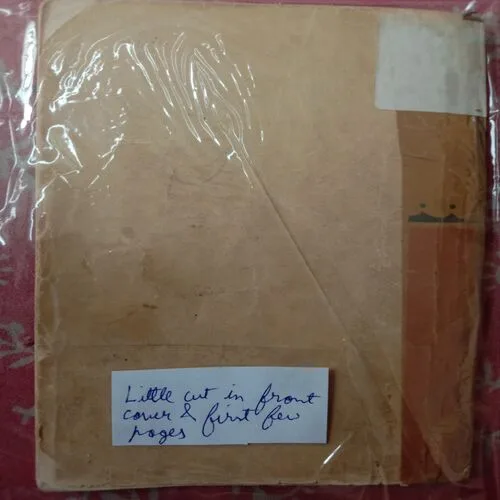 Little cut in front
cover & first few
pages